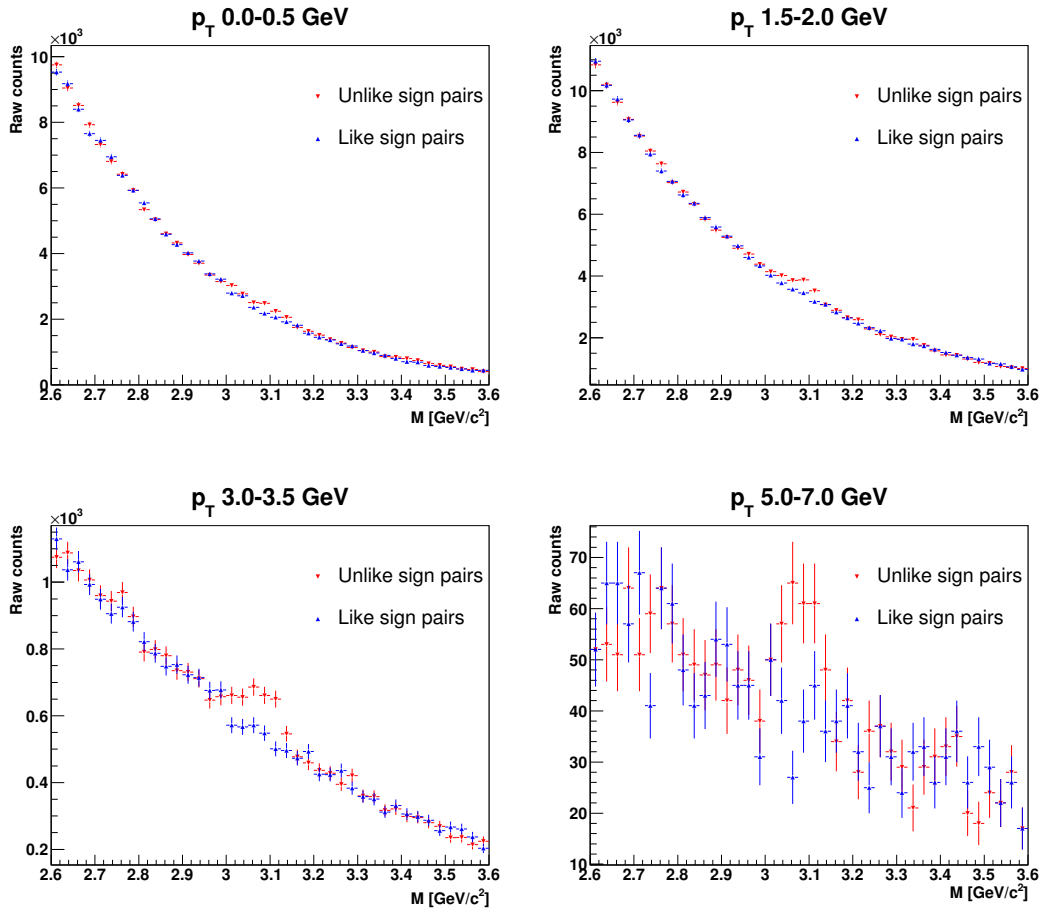 p_T 0.0-0.5 GeV
×10³
Raw counts
10
8
6
4
2
0
Unlike sign pairs
Like sign pairs
2.6 2.7 2.8 2.9 3 3.1 3.2 3.3 3.4 3.5 3.6
M [GeV/c²]
p_T 1.5-2.0 GeV
×10³
Raw counts
10
8
6
4
2
Unlike sign pairs
Like sign pairs
2.6 2.7 2.8 2.9 3 3.1 3.2 3.3 3.4 3.5 3.6
M [GeV/c²]
p_T 3.0-3.5 GeV
×10³
Raw counts
1
0.8
0.6
0.4
0.2
Unlike sign pairs
Like sign pairs
2.6 2.7 2.8 2.9 3 3.1 3.2 3.3 3.4 3.5 3.6
M [GeV/c²]
p_T 5.0-7.0 GeV
Raw counts
70
60
50
40
30
20
10
Unlike sign pairs
Like sign pairs
2.6 2.7 2.8 2.9 3 3.1 3.2 3.3 3.4 3.5 3.6
M [GeV/c²]